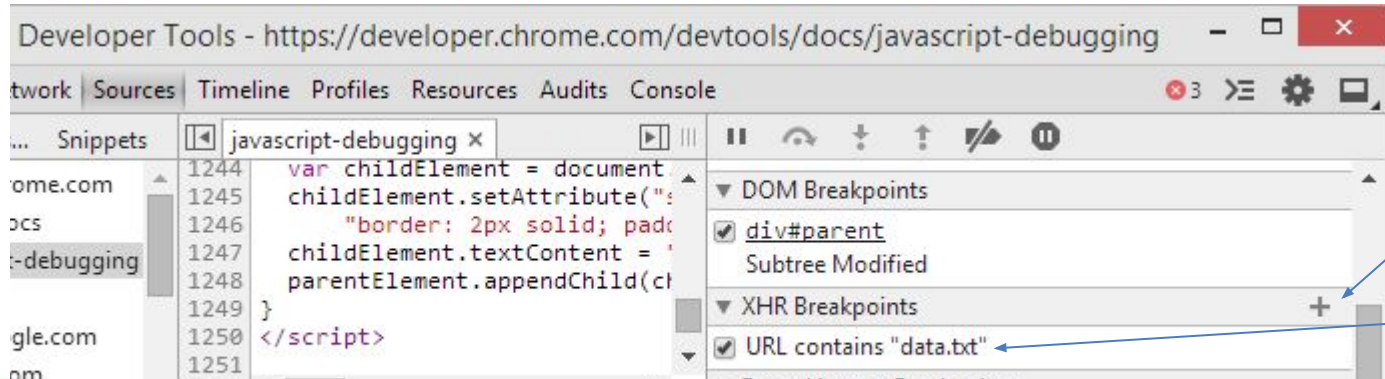 Developer Tools - https://developer.chrome.com/devtools/docs/javascript-debugging
twork Sources Timeline Profiles Resources Audits Console 3
... Snippets javascript-debugging ×
ome.com
ocs
-debugging
gle.com
om
1244 var childElement = document.
1245 childElement.setAttribute("s
1246 "border: 2px solid; padd
1247 childElement.textContent = "
1248 parentElement.appendChild(ch
1249 }
1250 </script>
1251
DOM Breakpoints
div#parent
Subtree Modified
XHR Breakpoints +
URL contains "data.txt"